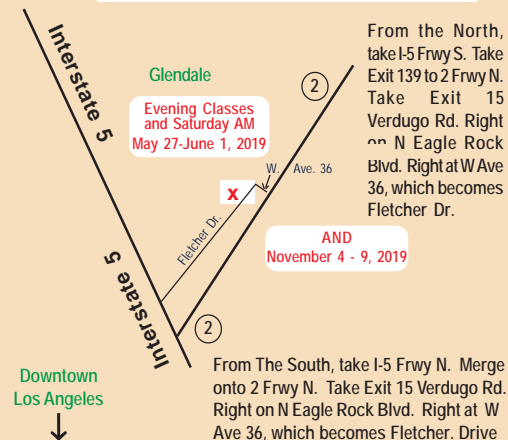 Interstate 5
Glendale
2
Evening Classes
and Saturday AM
May 27-June 1, 2019
W. Ave. 36
X
Fletcher Dr.
AND
November 4 - 9, 2019
Interstate 5
2
Downtown
Los Angeles
From the North,
take I-5 Frwy S. Take
Exit 139 to 2 Frwy N.
Take Exit 15
Verdugo Rd. Right
on N Eagle Rock
Blvd. Right at W Ave
36, which becomes
Fletcher Dr.
From The South, take I-5 Frwy N. Merge
onto 2 Frwy N. Take Exit 15 Verdugo Rd.
Right on N Eagle Rock Blvd. Right at W
Ave 36, which becomes Fletcher. Drive